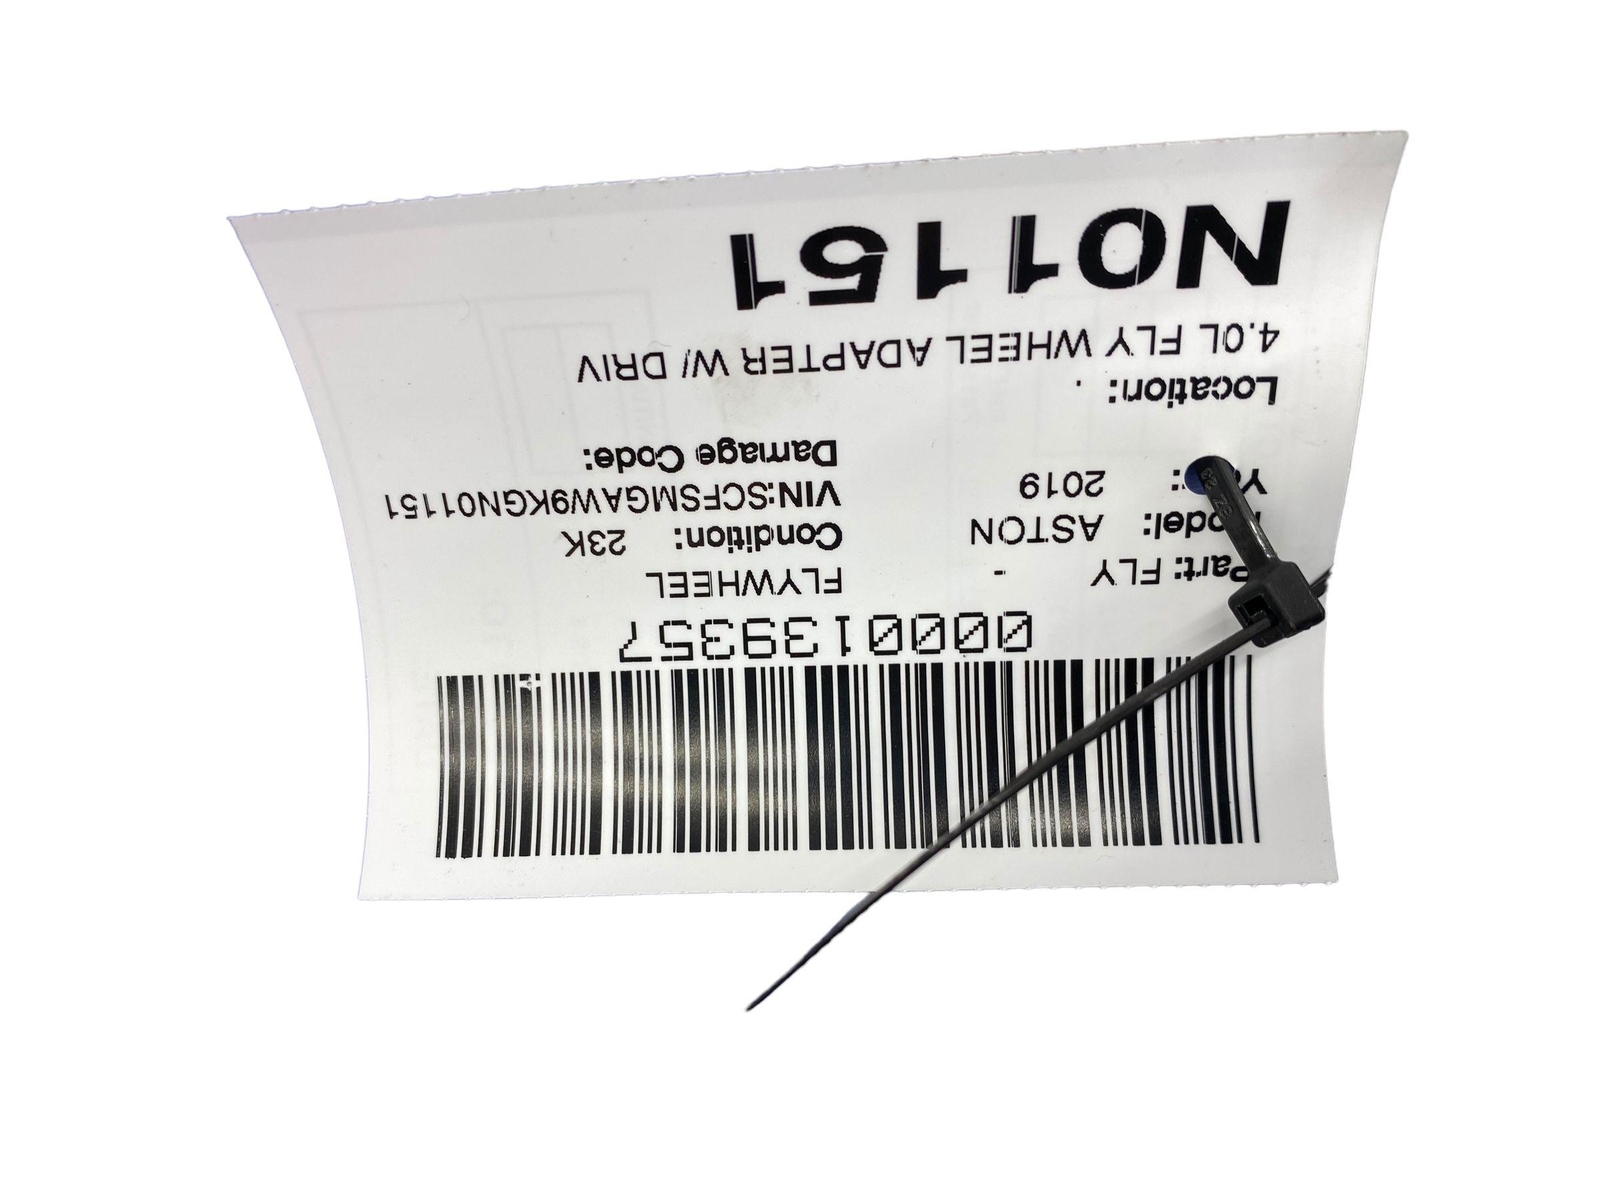 0000139357
Part: FLY - FLYWHEEL
ASTON Condition: 23K
2019 VIN:SCFSMGAW9KGN01151
Damage Code:
Location: .
4.0L FLY WHEEL ADAPTER W/ DRIV
N01151